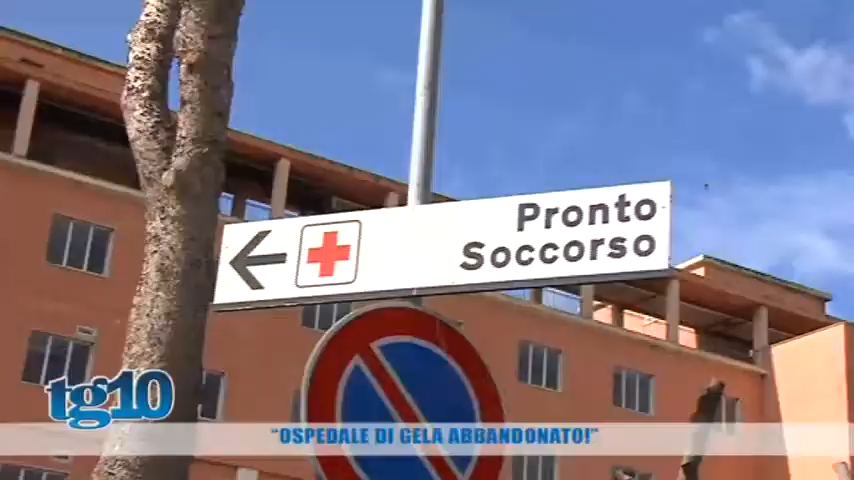 Pronto
Soccorso
tg10
“OSPEDALE DI GELA ABBANDONATO!”